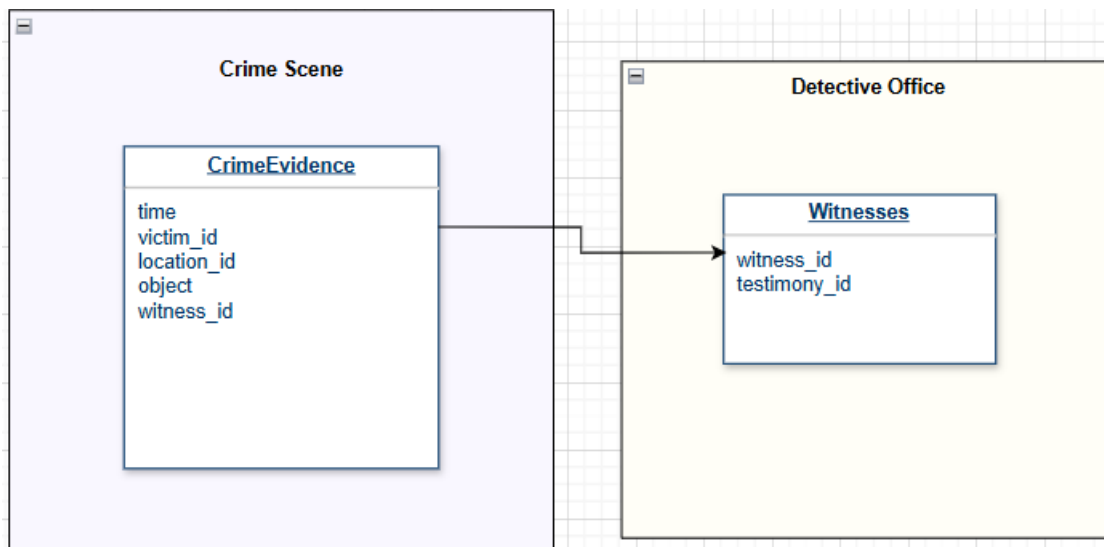 Crime Scene
CrimeEvidence
time
victim_id
location_id
object
witness_id
Detective Office
Witnesses
witness_id
testimony_id